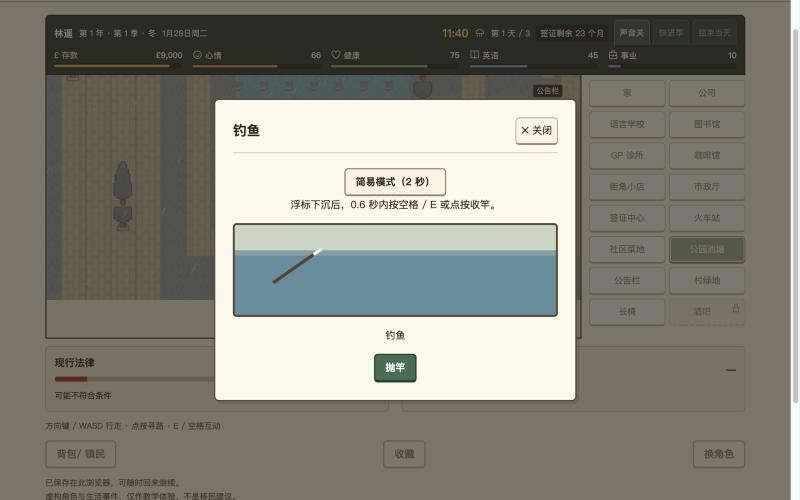 林遥 第 1 年 · 第 1 季 · 冬 1月28日周二
11:40 第 1 天 / 3 签证剩余 23 个月 声音关 快进季 结束当天
£ 存款 £9,000 心情 66 健康 75 英语 45 事业 10
公告栏
家 公司
语言学校 图书馆
GP 诊所 咖啡馆
街角小店 市政厅
签证中心 火车站
社区菜地 公园池塘
公告栏 村绿地
长椅 酒吧
钓鱼
× 关闭
简易模式（2 秒）
浮标下沉后，0.6 秒内按空格 / E 或点按收竿。
钓鱼
抛竿
现行法律
可能不符合条件
方向键 / WASD 行走 · 点按寻路 · E / 空格互动
背包/ 镇民 收藏 换角色
已保存在此浏览器，可随时回来继续。
虚构角色与生活事件，仅作教学体验，不是移民建议。